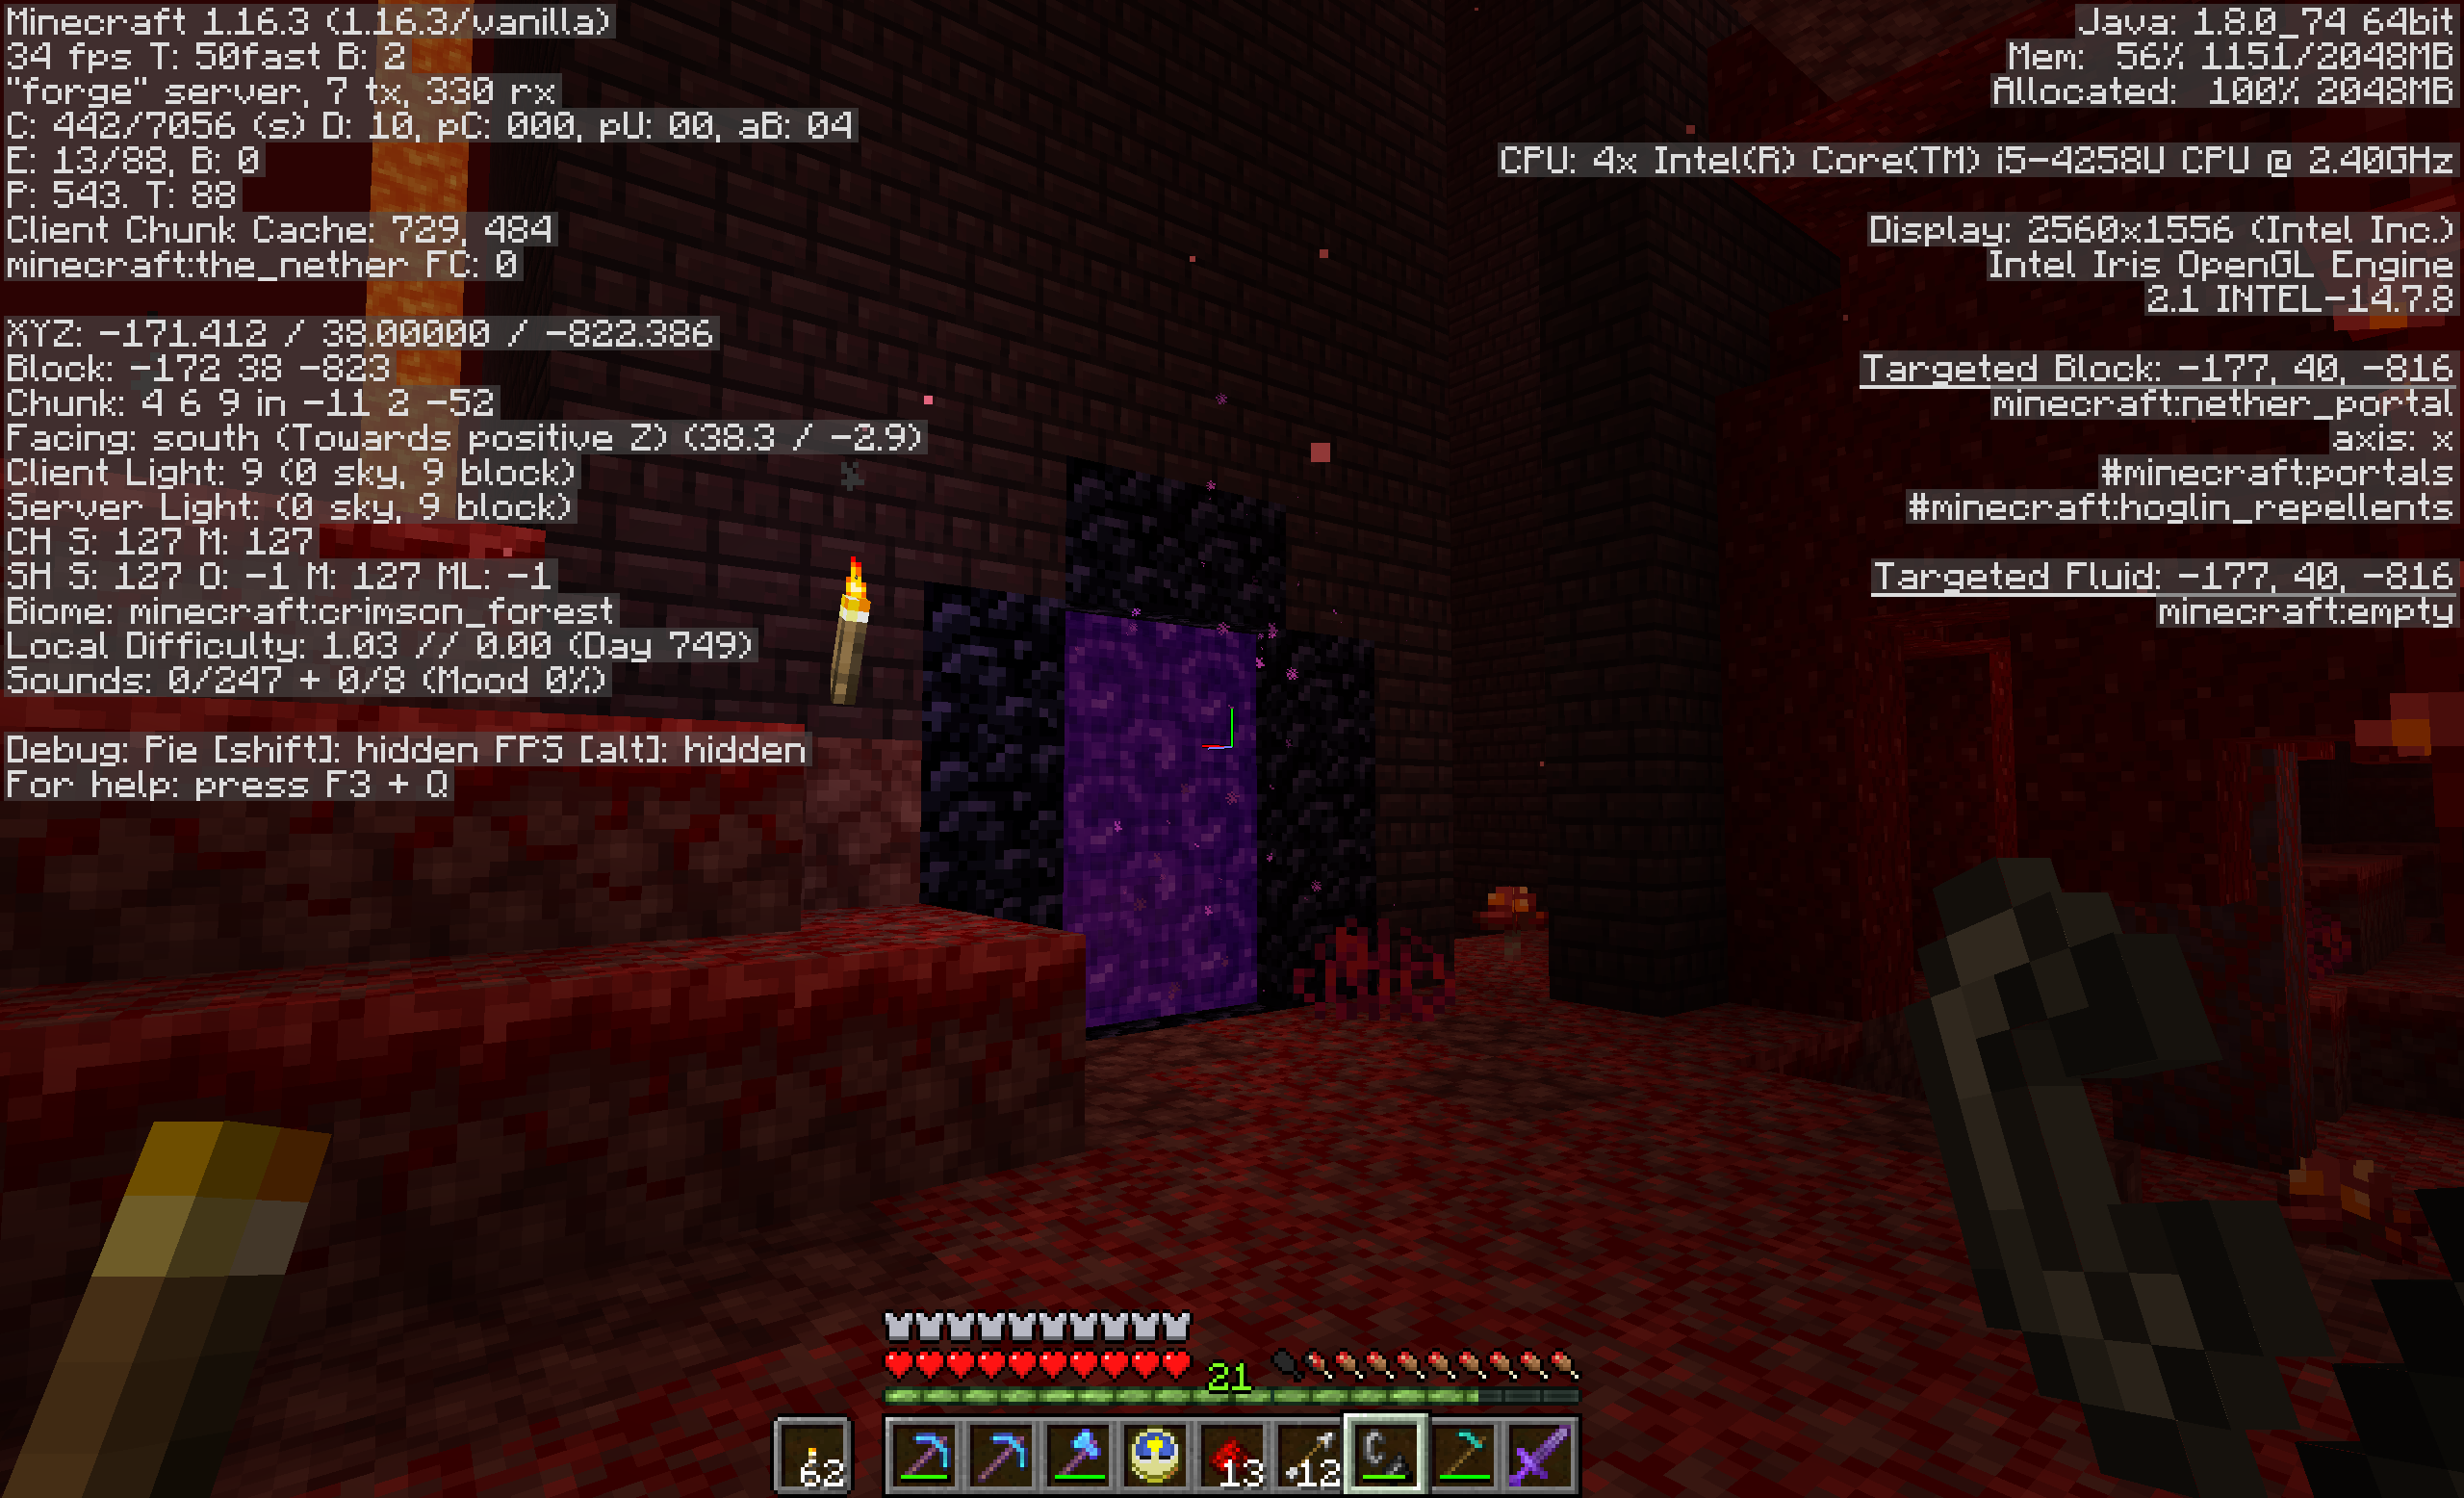 Minecraft 1.16.3 (1.16.3/vanilla)
34 fps T: 50fast B: 2
"forge" server, 7 tx, 330 rx
C: 442/7056 (s) D: 10, pC: 000, pU: 00, aB: 04
E: 13/88, B: 0
P: 543. T: 88
Client Chunk Cache: 729, 484
minecraft:the_nether FC: 0
XYZ: -171.412 / 38.00000 / -822.386
Block: -172 38 -823
Chunk: 4 6 9 in -11 2 -52
Facing: south (Towards positive Z) (38.3 / -2.9)
Client Light: 9 (0 sky, 9 block)
Server Light: (0 sky, 9 block)
CH S: 127 M: 127
SH S: 127 O: -1 M: 127 ML: -1
Biome: minecraft:crimson_forest
Local Difficulty: 1.03 // 0.00 (Day 749)
Sounds: 0/247 + 0/8 (Mood 0%)
Debug: Pie [shift]: hidden FPS [alt]: hidden
For help: press F3 + Q
Java: 1.8.0_74 64bit
Mem: 56% 1151/2048MB
Allocated: 100% 2048MB
CPU: 4x Intel(R) Core(TM) i5-4258U CPU @ 2.40GHz
Display: 2560x1556 (Intel Inc.)
Intel Iris OpenGL Engine
2.1 INTEL-14.7.8
Targeted Block: -177, 40, -816
minecraft:nether_portal
axis: x
#minecraft:portals
#minecraft:hoglin_repellents
Targeted Fluid: -177, 40, -816
minecraft:empty
21
62
13
12